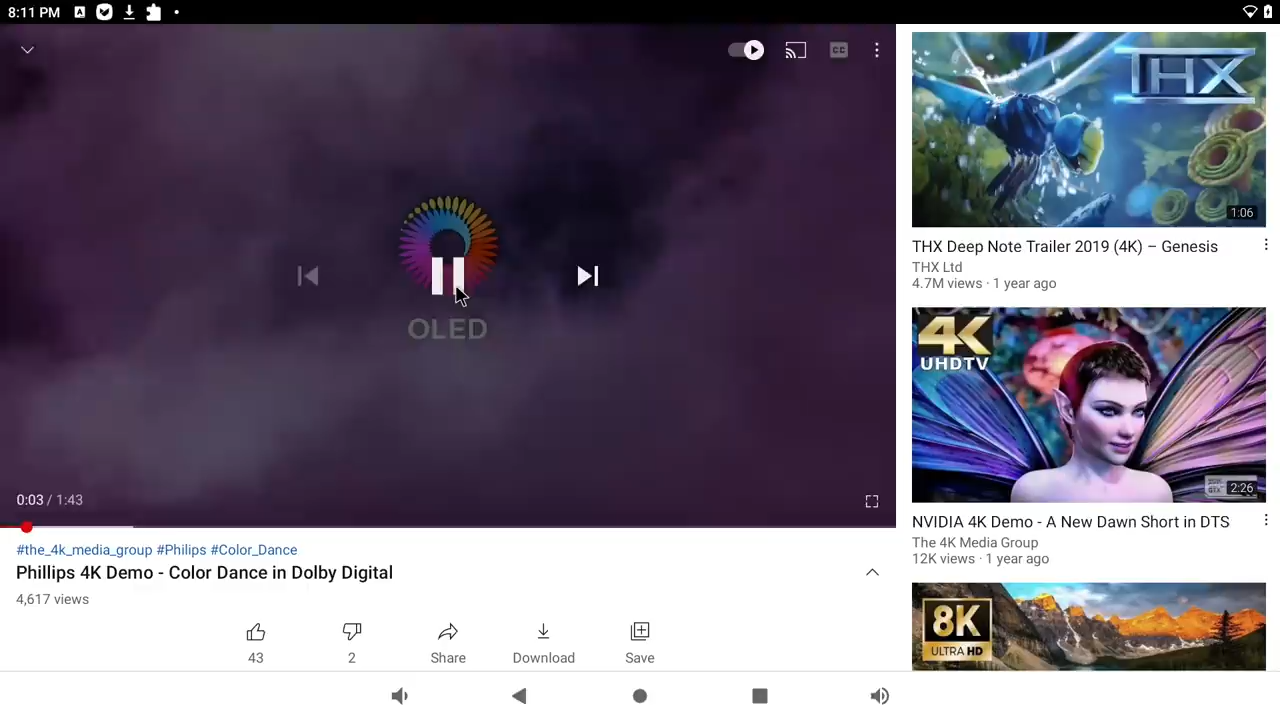 8:11 PM
CC
OLED
0:03 / 1:43
#the_4k_media_group #Philips #Color_Dance
Phillips 4K Demo - Color Dance in Dolby Digital
4,617 views
43
2
Share
Download
Save
THX
1:06
THX Deep Note Trailer 2019 (4K) – Genesis
THX Ltd
4.7M views · 1 year ago
4K
UHDTV
2:26
NVIDIA 4K Demo - A New Dawn Short in DTS
The 4K Media Group
12K views · 1 year ago
8K
ULTRA HD